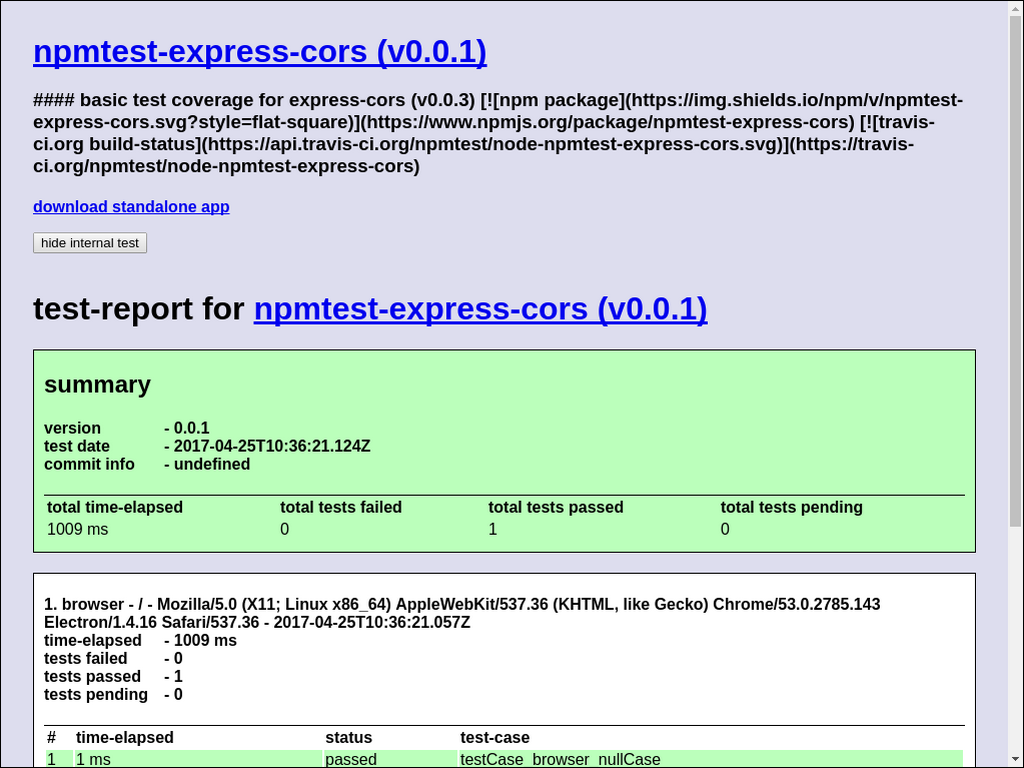 npmtest-express-cors (v0.0.1)
#### basic test coverage for express-cors (v0.0.3) [![npm package](https://img.shields.io/npm/v/npmtest-
express-cors.svg?style=flat-square)](https://www.npmjs.org/package/npmtest-express-cors) [![travis-
ci.org build-status](https://api.travis-ci.org/npmtest/node-npmtest-express-cors.svg)](https://travis-
ci.org/npmtest/node-npmtest-express-cors)
download standalone app
hide internal test
test-report for npmtest-express-cors (v0.0.1)
summary
version - 0.0.1
test date - 2017-04-25T10:36:21.124Z
commit info - undefined
total time-elapsed total tests failed total tests passed total tests pending
1009 ms 0 1 0
1. browser - / - Mozilla/5.0 (X11; Linux x86_64) AppleWebKit/537.36 (KHTML, like Gecko) Chrome/53.0.2785.143
Electron/1.4.16 Safari/537.36 - 2017-04-25T10:36:21.057Z
time-elapsed - 1009 ms
tests failed - 0
tests passed - 1
tests pending - 0
# time-elapsed status test-case
1 1 ms passed testCase_browser_nullCase